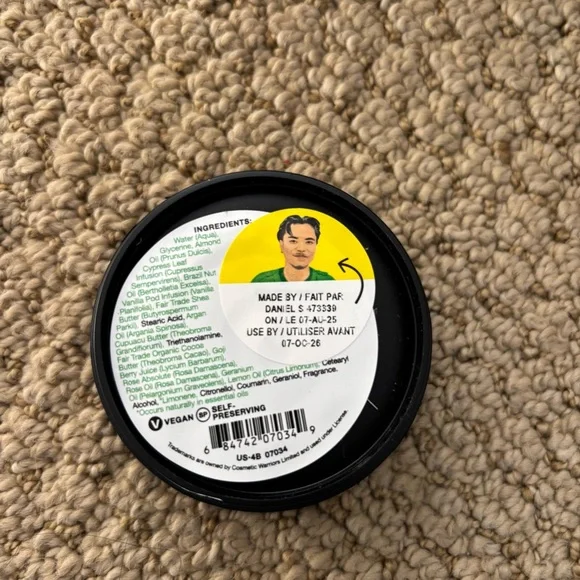 INGREDIENTS:
Water (Aqua),
Glycerine, Almond
Oil (Prunus Dulcis),
Cypress Leaf
Infusion (Cupressus
Sempervirens), Brazil Nut
Oil (Bertholletia Excelsa),
Vanilla Pod Infusion (Vanilla
Planifolia), Fair Trade Shea
Butter (Butyrospermum
Parkii), Stearic Acid, Argan
Oil (Argania Spinosa),
Cupuacu Butter (Theobroma
Grandiflorum), Triethanolamine,
Fair Trade Organic Cocoa
Butter (Theobroma Cacao), Goji
Berry Juice (Lycium Barbarum),
Rose Absolute (Rosa Damascena),
Rose Oil (Rosa Damascena), Geranium
Oil (Pelargonium Graveolens), Lemon Oil (Citrus Limonum), Cetearyl
Alcohol, *Limonene, Citronellol, Coumarin, Geraniol, Fragrance.
*Occurs naturally in essential oils
V VEGAN SP SELF-
PRESERVING
6 84742 07034 9
US-4B 07034
Trademarks are owned by Cosmetic Warriors Limited and used under License.
MADE BY / FAIT PAR:
DANIEL S 473339
ON / LE 07-AU-25
USE BY / UTILISER AVANT
07-OC-26